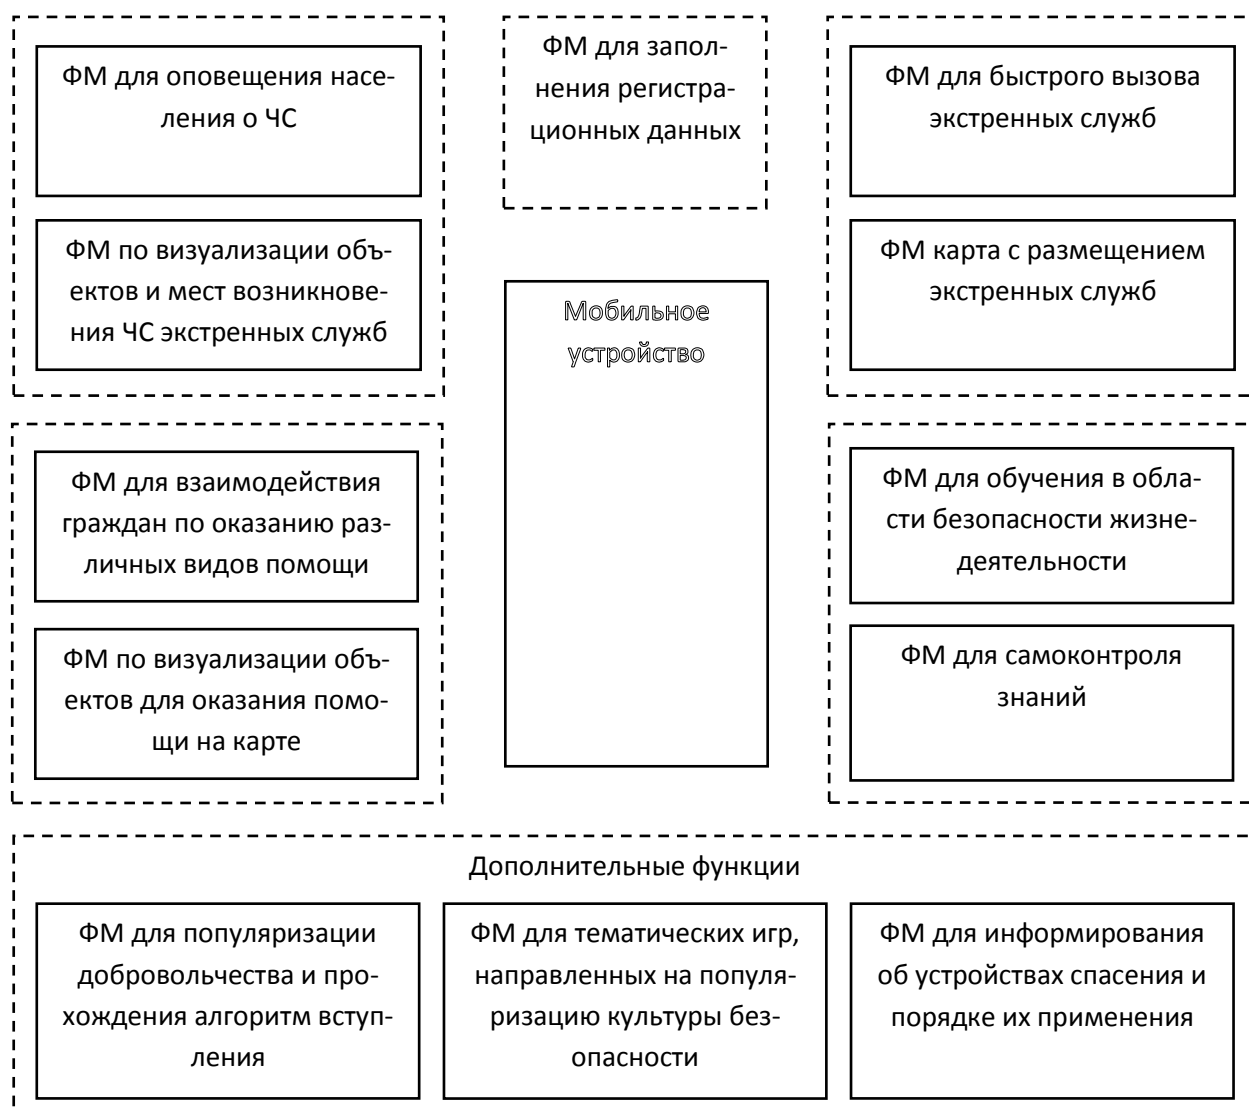 ФМ для оповещения насе-
ления о ЧС
ФМ по визуализации объ-
ектов и мест возникнове-
ния ЧС экстренных служб
ФМ для запол-
нения регистра-
ционных данных
ФМ для быстрого вызова
экстренных служб
ФМ карта с размещением
экстренных служб
Мобильное
устройство
ФМ для взаимодействия
граждан по оказанию раз-
личных видов помощи
ФМ по визуализации объ-
ектов для оказания помо-
щи на карте
ФМ для обучения в обла-
сти безопасности жизне-
деятельности
ФМ для самоконтроля
знаний
Дополнительные функции
ФМ для популяризации
добровольчества и про-
хождения алгоритм вступ-
ления
ФМ для тематических игр,
направленных на популя-
ризацию культуры без-
опасности
ФМ для информирования
об устройствах спасения и
порядке их применения